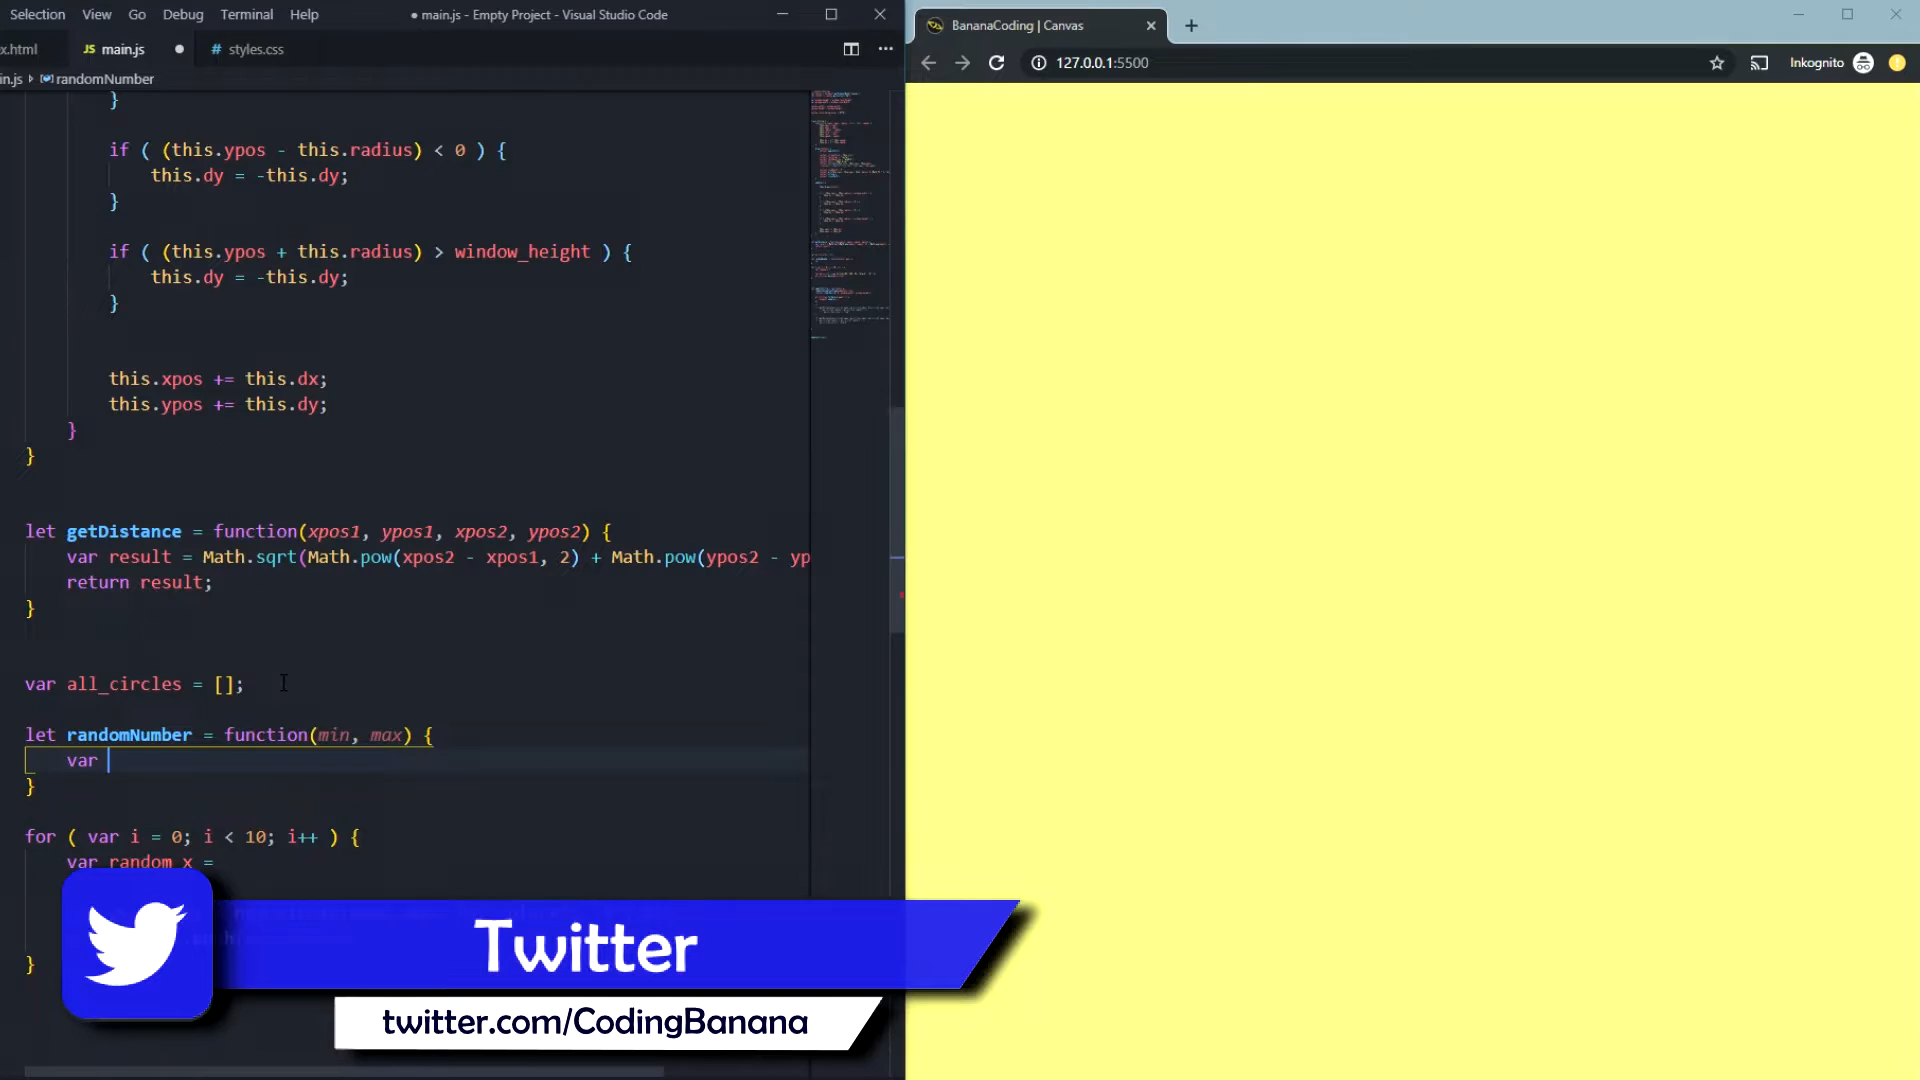 Selection View Go Debug Terminal Help
● main.js - Empty Project - Visual Studio Code
BananaCoding | Canvas
x.html JS main.js # styles.css
127.0.0.1:5500
Inkognito
in.js randomNumber
}
if ( (this.ypos - this.radius) < 0 ) {
this.dy = -this.dy;
}
if ( (this.ypos + this.radius) > window_height ) {
this.dy = -this.dy;
}
this.xpos += this.dx;
this.ypos += this.dy;
}
}
let getDistance = function(xpos1, ypos1, xpos2, ypos2) {
var result = Math.sqrt(Math.pow(xpos2 - xpos1, 2) + Math.pow(ypos2 - yp
return result;
}
var all_circles = [];
let randomNumber = function(min, max) {
var
}
for ( var i = 0; i < 10; i++ ) {
var random_x =
}
Twitter
twitter.com/CodingBanana